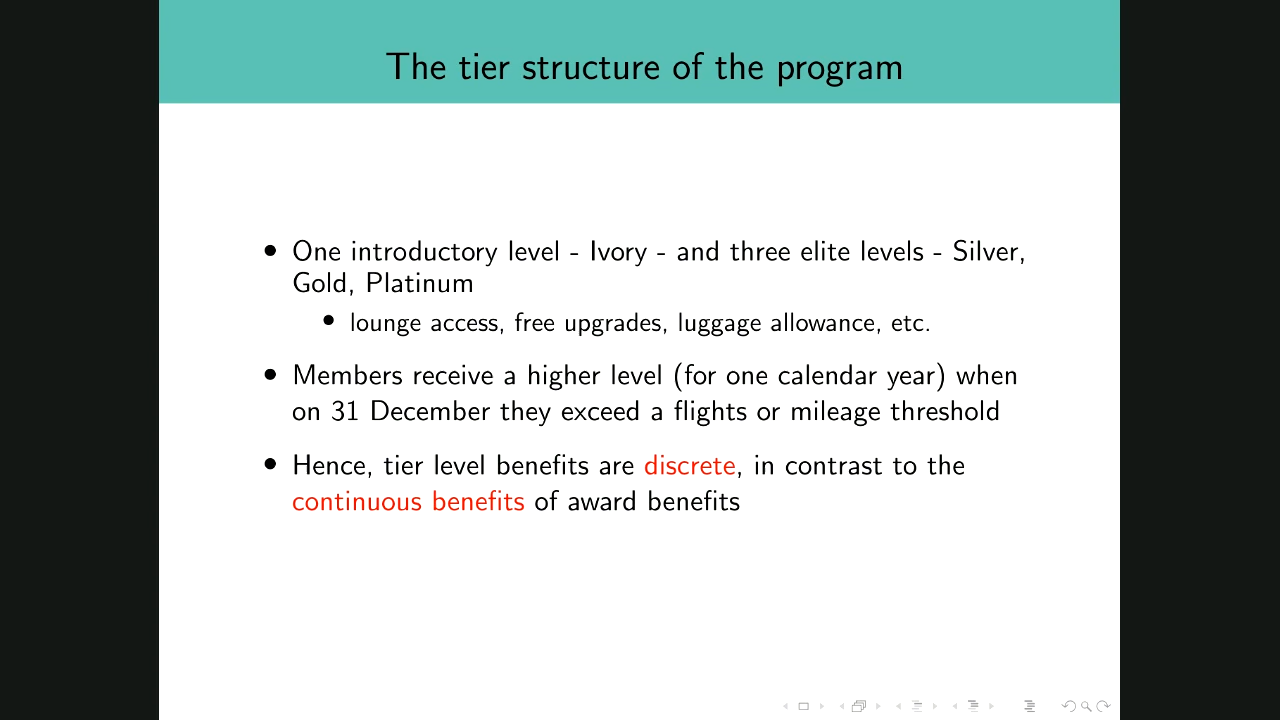 The tier structure of the program
• One introductory level - Ivory - and three elite levels - Silver,
Gold, Platinum
• lounge access, free upgrades, luggage allowance, etc.
• Members receive a higher level (for one calendar year) when
on 31 December they exceed a flights or mileage threshold
• Hence, tier level benefits are discrete, in contrast to the
continuous benefits of award benefits